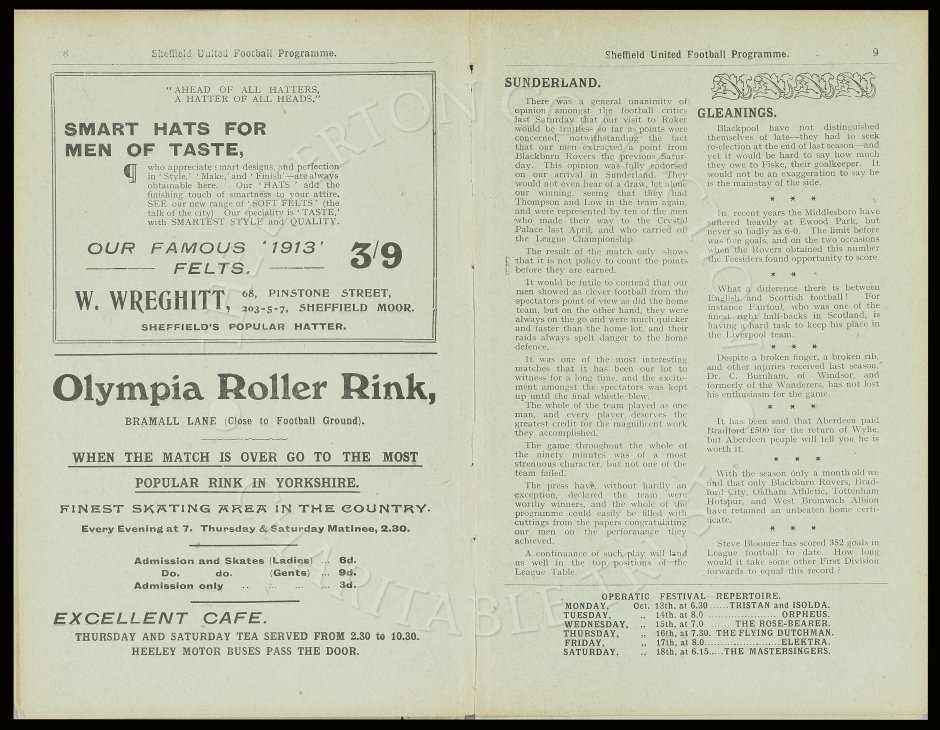 8
Sheffield United Football Programme.
"AHEAD OF ALL HATTERS,
A HATTER OF ALL HEADS."
SMART HATS FOR
MEN OF TASTE,
¶ who appreciate smart designs, and perfection
in 'Style,' 'Make,' and 'Finish'—are always
obtainable here. Our 'HATS' add the
finishing touch of smartness to your attire.
SEE our new range of 'SOFT FELTS' (the
talk of the city) Our speciality is 'TASTE,'
with SMARTEST STYLE and QUALITY.
OUR FAMOUS '1913'
FELTS.
3/9
W. WREGHITT, 68, PINSTONE STREET,
203-5-7, SHEFFIELD MOOR.
SHEFFIELD'S POPULAR HATTER.
Olympia Roller Rink,
BRAMALL LANE (Close to Football Ground).
WHEN THE MATCH IS OVER GO TO THE MOST
POPULAR RINK IN YORKSHIRE.
FINEST SKATING AREA IN THE COUNTRY.
Every Evening at 7. Thursday & Saturday Matinee, 2.30.
Admission and Skates (Ladies) ... 6d.
Do. do. (Gents) ... 9d.
Admission only .. .. ... 3d.
EXCELLENT CAFE.
THURSDAY AND SATURDAY TEA SERVED FROM 2.30 to 10.30.
HEELEY MOTOR BUSES PASS THE DOOR.
Sheffield United Football Programme.
9
SUNDERLAND.
There was a general unanimity of
opinion amongst the football critics
last Saturday that our visit to Roker
would be fruitless so far as points were
concerned, notwithstanding the fact
that our men extracted a point from
Blackburn Rovers the previous Satur-
day. This opinion was fully endorsed
on our arrival in Sunderland. They
would not even hear of a draw, let alone
our winning, seeing that they had
Thompson and Low in the team again,
and were represented by ten of the men
who made their way to the Crystal
Palace last April, and who carried off
the League Championship.
The result of the match only shows
that it is not policy to count the points
before they are earned.
It would be futile to contend that our
men showed as clever football from the
spectators point of view as did the home
team, but on the other hand, they were
always on the go and were much quicker
and faster than the home lot, and their
raids always spelt danger to the home
defence.
It was one of the most interesting
matches that it has been our lot to
witness for a long time, and the excite-
ment amongst the spectators was kept
up until the final whistle blew.
The whole of the team played as one
man, and every player deserves the
greatest credit for the magnificent work
they accomplished.
The game throughout the whole of
the ninety minutes was of a most
strenuous character, but not one of the
team failed.
The press have, without hardly an
exception, declared the team were
worthy winners, and the whole of the
programme could easily be filled with
cuttings from the papers congratulating
our men on the performance they
achieved.
A continuance of such play will land
us well in the top positions of the
League Table.
GLEANINGS.
Blackpool have not distinguished
themselves of late—they had to seek
re-election at the end of last season—and
yet it would be hard to say how much
they owe to Fiske, their goalkeeper. It
would not be an exaggeration to say he
is the mainstay of the side.
* * *
In recent years the Middlesboro have
suffered heavily at Ewood Park, but
never so badly as 6-0. The limit before
was five goals, and on the two occasions
when the Rovers obtained this number
the Teesiders found opportunity to score.
* *
What a difference there is between
English and Scottish football! For
instance Fairfoul, who was one of the
finest right half-backs in Scotland, is
having a hard task to keep his place in
the Liverpool team.
* * *
Despite a broken finger, a broken rib,
and other injuries received last season,
Dr. C. Burnham, of Windsor, and
formerly of the Wanderers, has not lost
his enthusiasm for the game.
* * *
It has been said that Aberdeen paid
Bradford £500 for the return of Wylie,
but Aberdeen people will tell you he is
worth it.
* * *
With the season only a month old we
find that only Blackburn Rovers, Brad-
ford City, Oldham Athletic, Tottenham
Hotspur, and West Bromwich Albion
have retained an unbeaten home certi-
ficate.
* * *
Steve Bloomer has scored 352 goals in
League football to date. How long
would it take some other First Division
forwards to equal this record?
OPERATIC FESTIVAL—REPERTOIRE.
MONDAY, Oct. 13th, at 6.30 ......TRISTAN and ISOLDA.
TUESDAY, ,, 14th, at 8.0 ...... ORPHEUS.
WEDNESDAY, ,, 15th, at 7.0 ...... THE ROSE-BEARER.
THURSDAY, ,, 16th, at 7.30. THE FLYING DUTCHMAN.
FRIDAY, ,, 17th, at 8.0...... ELEKTRA.
SATURDAY, ,, 18th, at 6.15.....THE MASTERSINGERS.